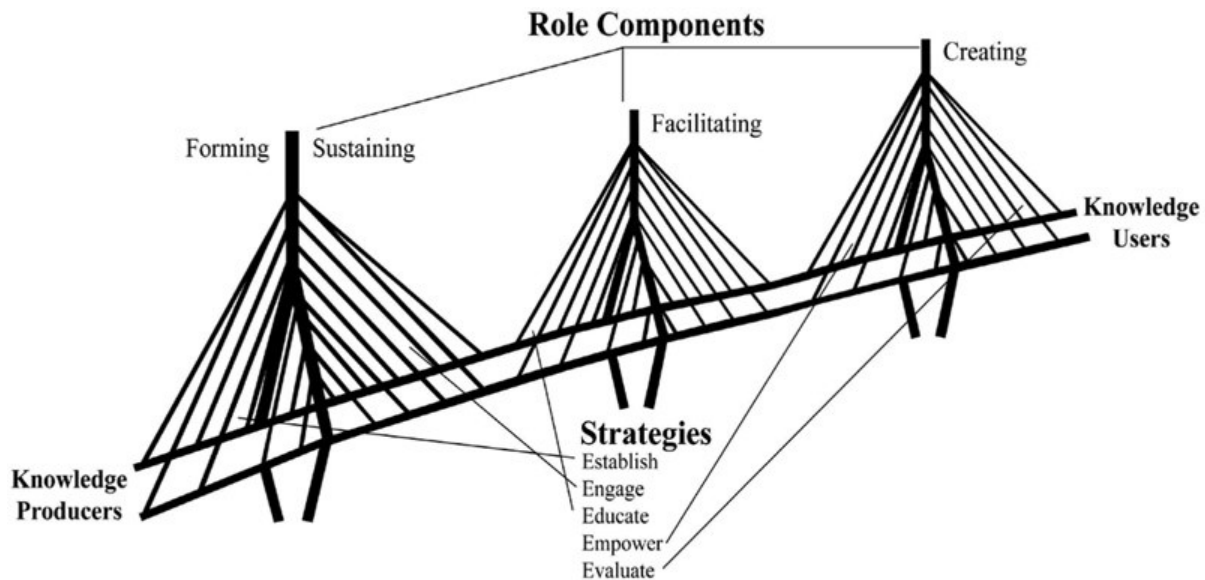 Role Components
Creating
Facilitating
Forming Sustaining
Knowledge
Users
Knowledge
Producers
Strategies
Establish
Engage
Educate
Empower
Evaluate